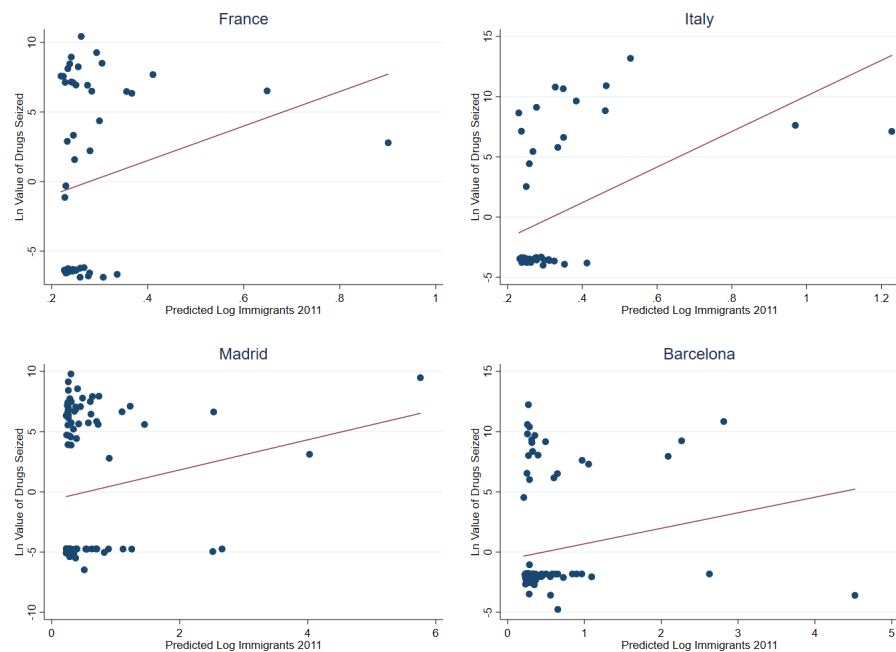 France
Ln Value of Drugs Seized
10
5
0
-5
.2 .4 .6 .8 1
Predicted Log Immigrants 2011
Italy
Ln Value of Drugs Seized
15
10
5
0
-5
.2 .4 .6 .8 1 1.2
Predicted Log Immigrants 2011
Madrid
Ln Value of Drugs Seized
10
5
0
-5
-10
0 2 4 6
Predicted Log Immigrants 2011
Barcelona
Ln Value of Drugs Seized
15
10
5
0
-5
0 1 2 3 4 5
Predicted Log Immigrants 2011